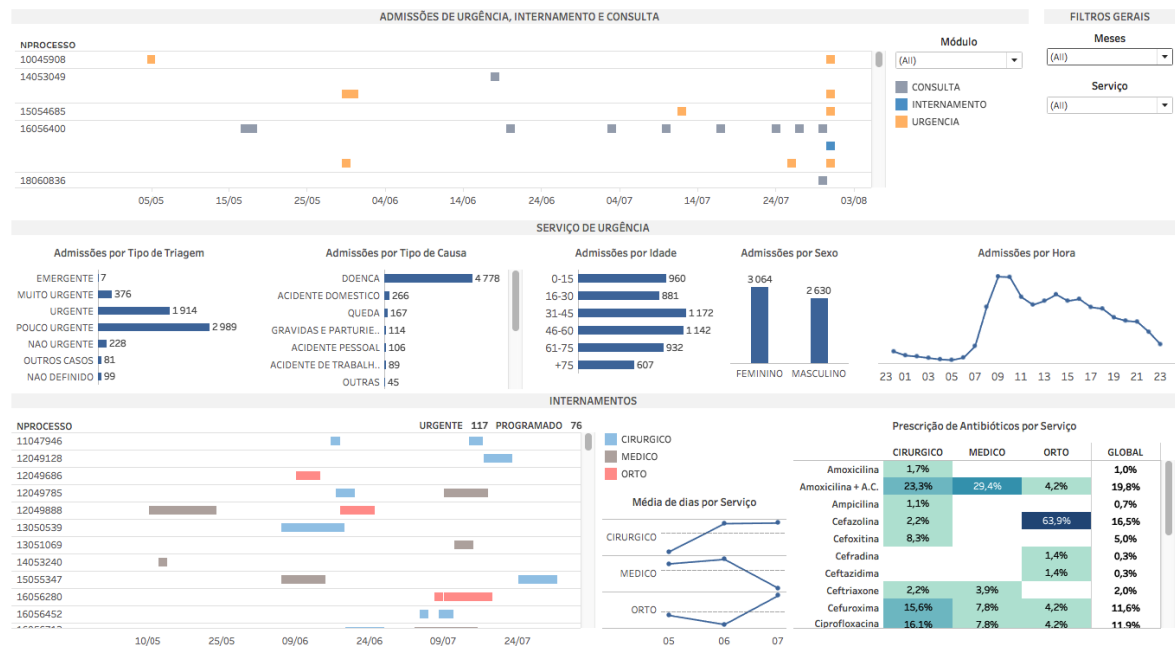 ADMISSÕES DE URGÊNCIA, INTERNAMENTO E CONSULTA
FILTROS GERAIS
NPROCESSO
10045908
14053049
15054685
16056400
18060836
05/05 15/05 25/05 04/06 14/06 24/06 04/07 14/07 24/07 03/08
Módulo
(All)
CONSULTA
INTERNAMENTO
URGENCIA
Meses
(All)
Serviço
(All)
SERVIÇO DE URGÊNCIA
Admissões por Tipo de Triagem
EMERGENTE 7
MUITO URGENTE 376
URGENTE 1 914
POUCO URGENTE 2 989
NAO URGENTE 228
OUTROS CASOS 81
NAO DEFINIDO 99
Admissões por Tipo de Causa
DOENCA 4 778
ACIDENTE DOMESTICO 266
QUEDA 167
GRAVIDAS E PARTURIE.. 114
ACIDENTE PESSOAL 106
ACIDENTE DE TRABALH.. 89
OUTRAS 45
Admissões por Idade
0-15 960
16-30 881
31-45 1 172
46-60 1 142
61-75 932
+75 607
Admissões por Sexo
3 064 2 630
FEMININO MASCULINO
Admissões por Hora
23 01 03 05 07 09 11 13 15 17 19 21 23
INTERNAMENTOS
NPROCESSO URGENTE 117 PROGRAMADO 76
11047946
12049128
12049686
12049785
12049888
13050539
13051069
14053240
15055347
16056280
16056452
10/05 25/05 09/06 24/06 09/07 24/07
CIRURGICO
MEDICO
ORTO
Média de dias por Serviço
CIRURGICO
MEDICO
ORTO
05 06 07
Prescrição de Antibióticos por Serviço
CIRURGICO MEDICO ORTO GLOBAL
Amoxicilina 1,7% 1,0%
Amoxicilina + A.C. 23,3% 29,4% 4,2% 19,8%
Ampicilina 1,1% 0,7%
Cefazolina 2,2% 63,9% 16,5%
Cefoxitina 8,3% 5,0%
Cefradina 1,4% 0,3%
Ceftazidima 1,4% 0,3%
Ceftriaxone 2,2% 3,9% 2,0%
Cefuroxima 15,6% 7,8% 4,2% 11,6%
Ciprofloxacina 16,1% 7,8% 4,2% 11,9%